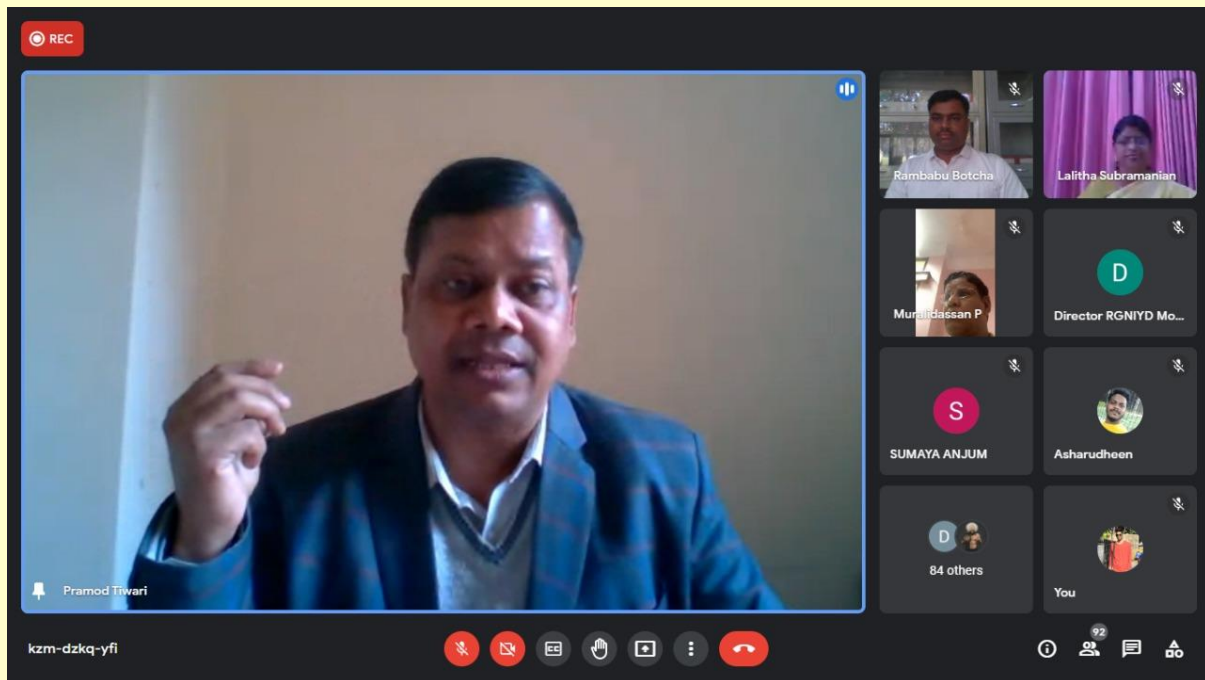 REC
Pramod Tiwari
Rambabu Botcha
Lalitha Subramanian
Muralidassan P
D
Director RGNIYD Mo...
S
SUMAYA ANJUM
Asharudheen
D
84 others
You
kzm-dzkq-yfi
CC
92